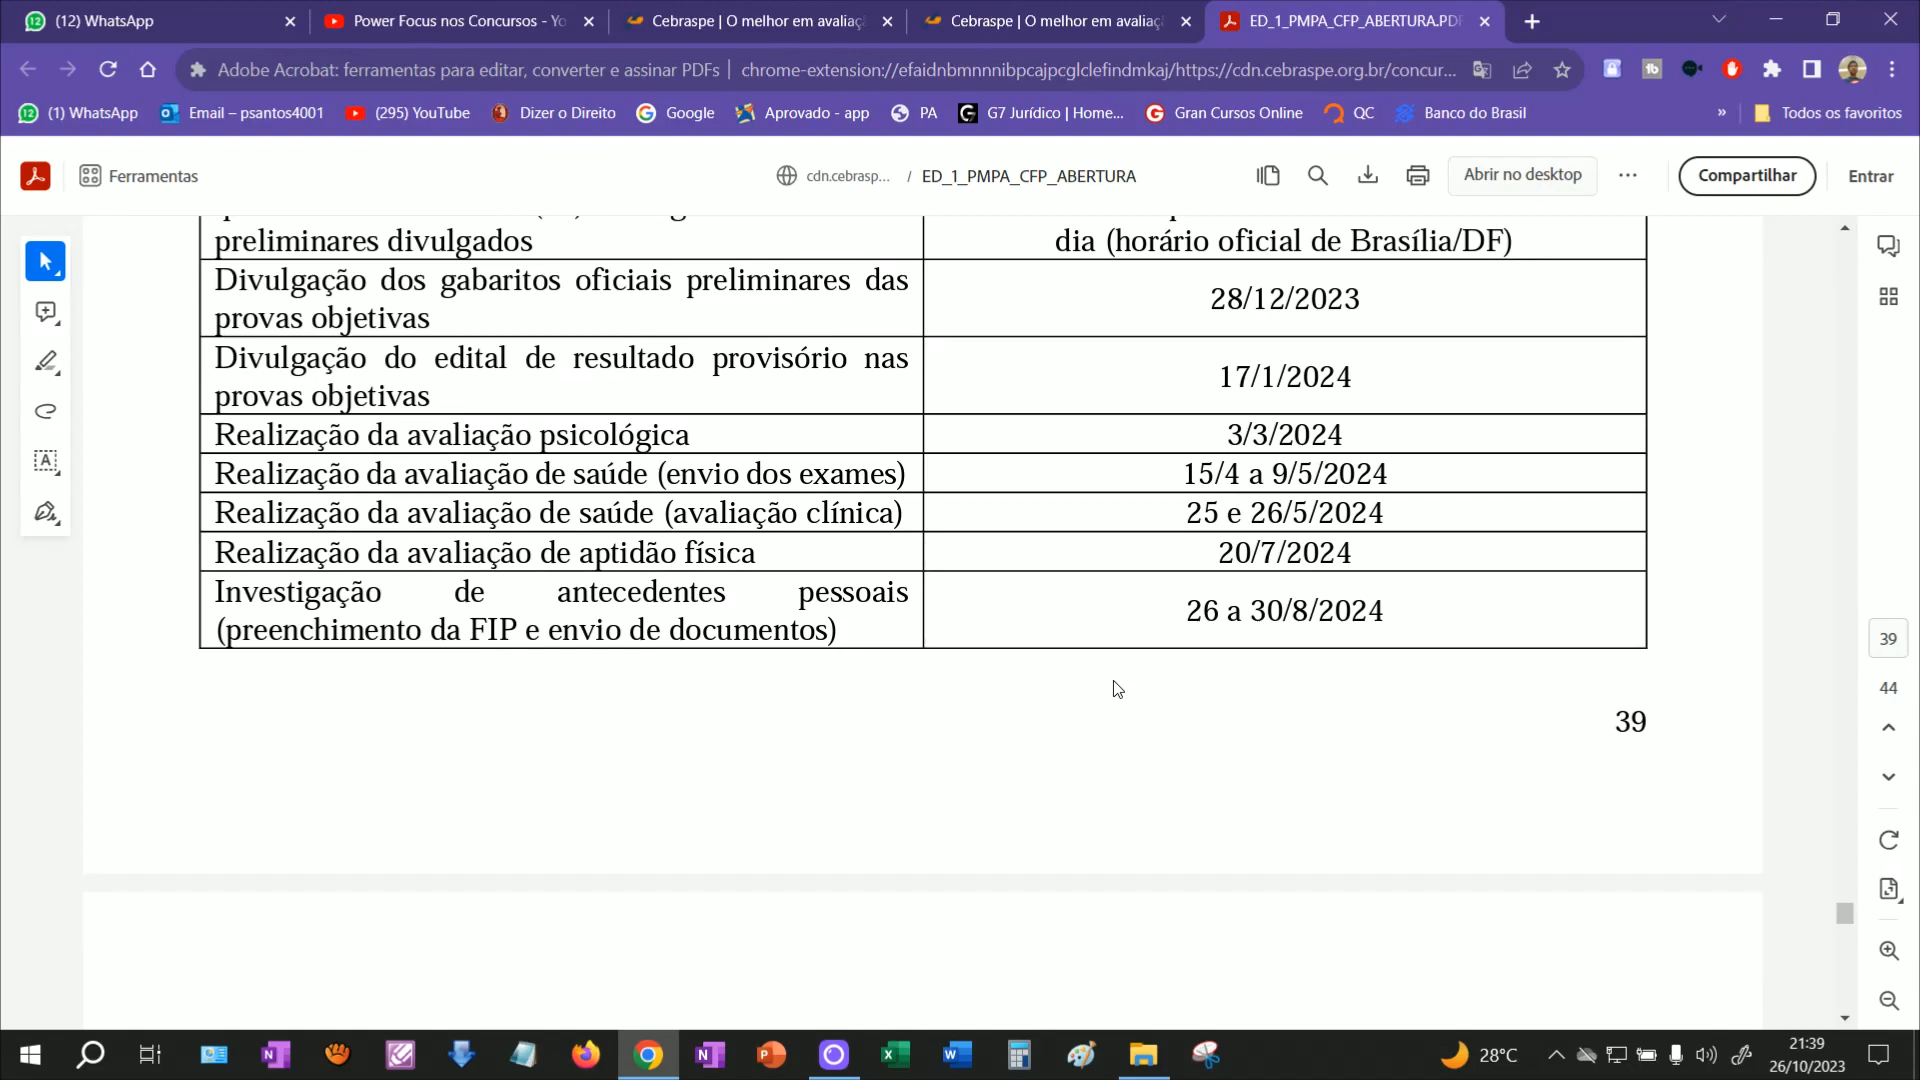 (12) WhatsApp
Power Focus nos Concursos - Yo
Cebraspe | O melhor em avaliaç
Cebraspe | O melhor em avaliaç
ED_1_PMPA_CFP_ABERTURA.PDF
Adobe Acrobat: ferramentas para editar, converter e assinar PDFs
chrome-extension://efaidnbmnnnibpcajpcglclefindmkaj/https://cdn.cebraspe.org.br/concur...
(1) WhatsApp
Email – psantos4001
(295) YouTube
Dizer o Direito
Google
Aprovado - app
PA
G7 Jurídico | Home...
Gran Cursos Online
QC
Banco do Brasil
»
Todos os favoritos
Ferramentas
cdn.cebrasp... / ED_1_PMPA_CFP_ABERTURA
Abrir no desktop
Compartilhar
Entrar
preliminares divulgados
dia (horário oficial de Brasília/DF)
Divulgação dos gabaritos oficiais preliminares das
provas objetivas
28/12/2023
Divulgação do edital de resultado provisório nas
provas objetivas
17/1/2024
Realização da avaliação psicológica
3/3/2024
Realização da avaliação de saúde (envio dos exames)
15/4 a 9/5/2024
Realização da avaliação de saúde (avaliação clínica)
25 e 26/5/2024
Realização da avaliação de aptidão física
20/7/2024
Investigação de antecedentes pessoais
(preenchimento da FIP e envio de documentos)
26 a 30/8/2024
39
39
44
28°C
21:39
26/10/2023